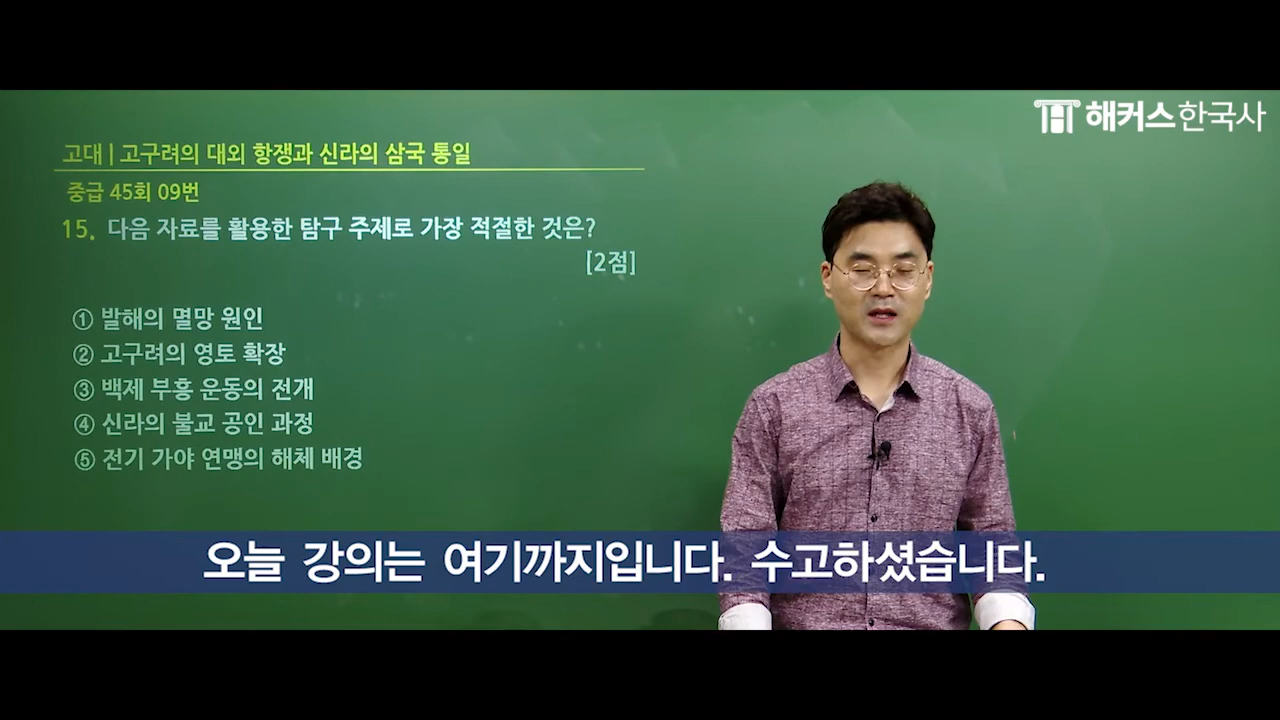 해커스한국사
고대 | 고구려의 대외 항쟁과 신라의 삼국 통일
중급 45회 09번
15. 다음 자료를 활용한 탐구 주제로 가장 적절한 것은?
[2점]
① 발해의 멸망 원인
② 고구려의 영토 확장
③ 백제 부흥 운동의 전개
④ 신라의 불교 공인 과정
⑤ 전기 가야 연맹의 해체 배경
오늘 강의는 여기까지입니다. 수고하셨습니다.